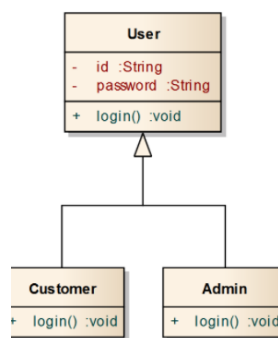 User
- id :String
- password :String
+ login() :void
Customer
+ login() :void
Admin
+ login() :void